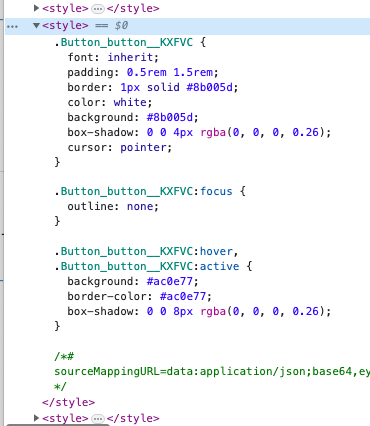 <style>…</style>
<style> == $0
.Button_button__KXFVC {
font: inherit;
padding: 0.5rem 1.5rem;
border: 1px solid #8b005d;
color: white;
background: #8b005d;
box-shadow: 0 0 4px rgba(0, 0, 0, 0.26);
cursor: pointer;
}
.Button_button__KXFVC:focus {
outline: none;
}
.Button_button__KXFVC:hover,
.Button_button__KXFVC:active {
background: #ac0e77;
border-color: #ac0e77;
box-shadow: 0 0 8px rgba(0, 0, 0, 0.26);
}
/*#
sourceMappingURL=data:application/json;base64,ey
*/
</style>
<style>…</style>